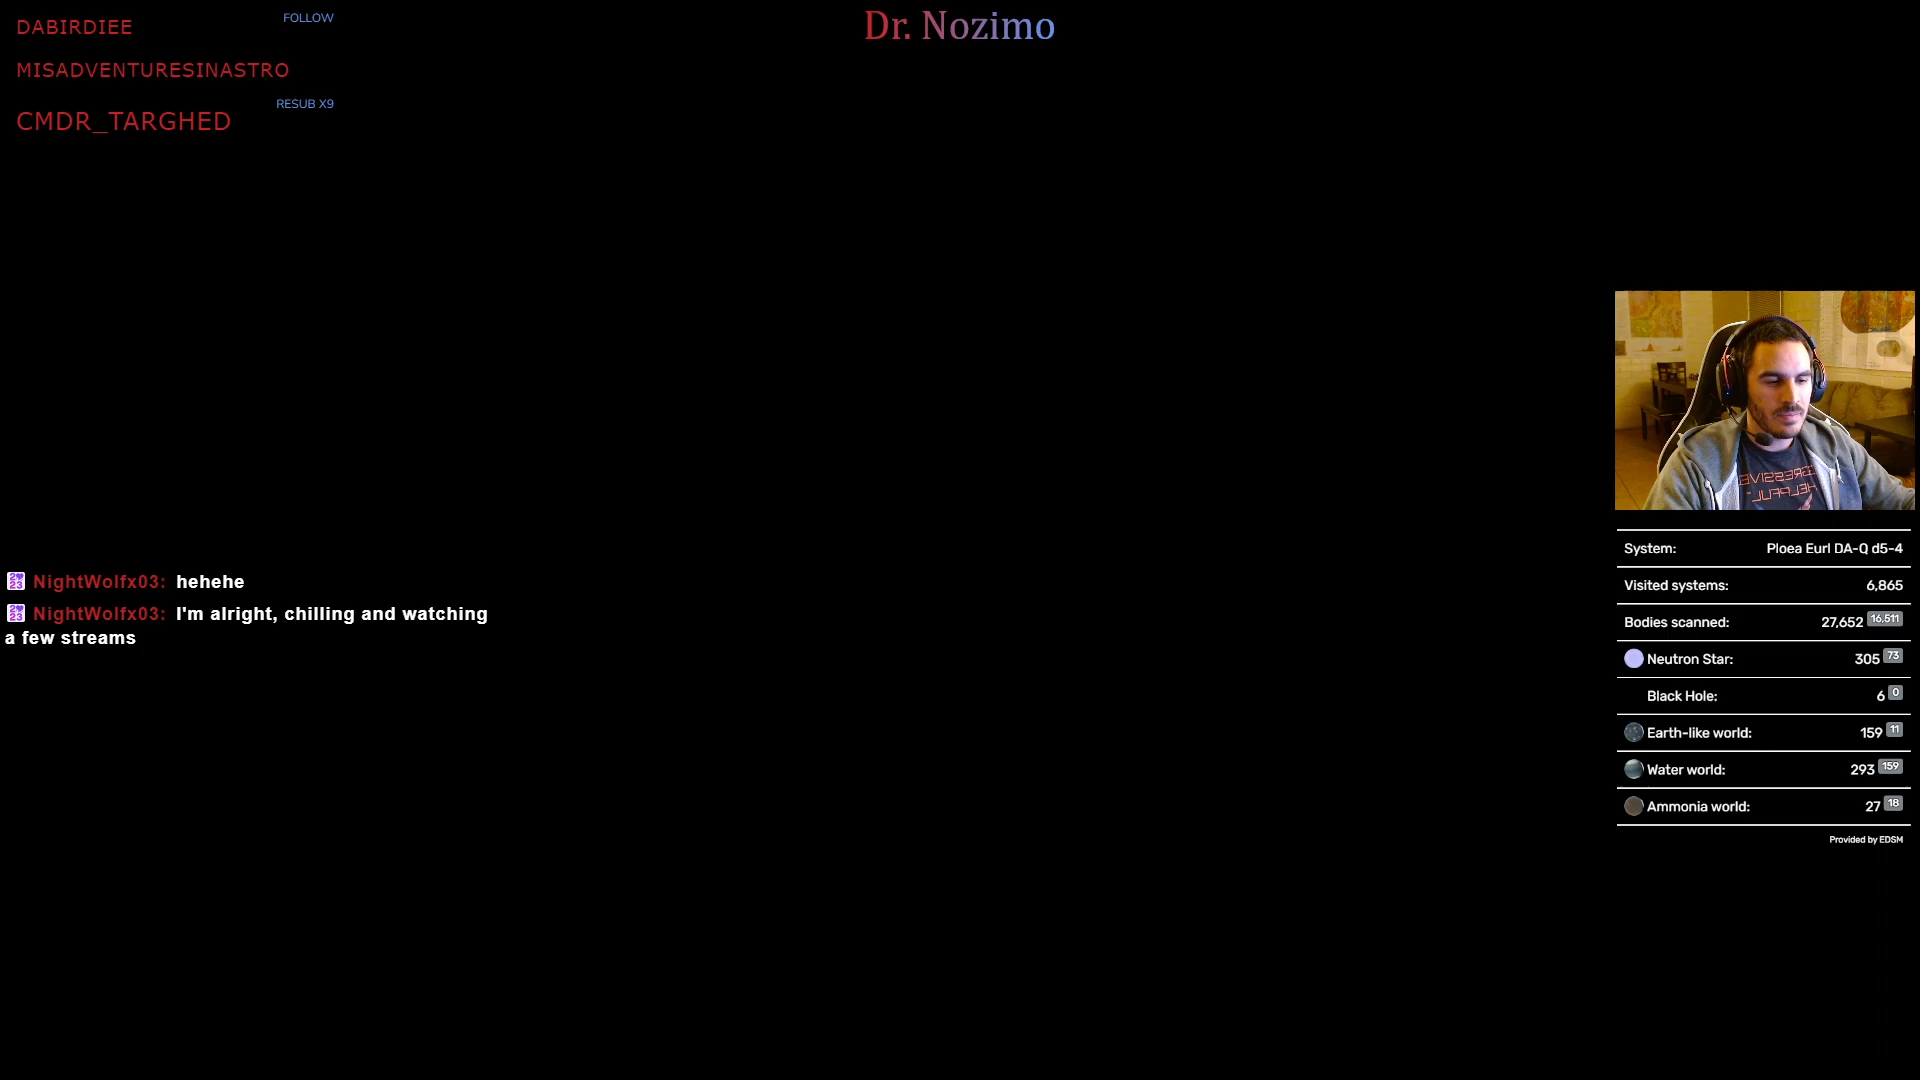 DABIRDIEE FOLLOW
MISADVENTURESINASTRO
CMDR_TARGHED RESUB X9
Dr. Nozimo
NightWolfx03: hehehe
NightWolfx03: I'm alright, chilling and watching
a few streams
System: Ploea Eurl DA-Q d5-4
Visited systems: 6,865
Bodies scanned: 27,652 16,511
Neutron Star: 305 73
Black Hole: 6 0
Earth-like world: 159 11
Water world: 293 159
Ammonia world: 27 18
Provided by EDSM